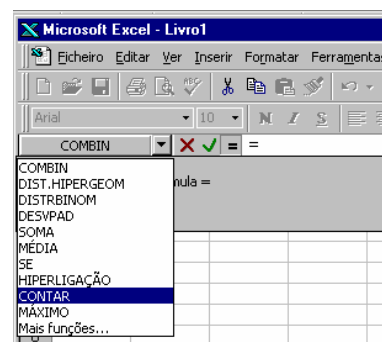 Microsoft Excel - Livro1
Ficheiro Editar Ver Inserir Formatar Ferramentas
Arial 10 N I S
COMBIN = =
COMBIN
DIST.HIPERGEOM mula =
DISTRBINOM
DESVPAD
SOMA
MÉDIA
SE
HIPERLIGAÇÃO
CONTAR
MÁXIMO
Mais funções...